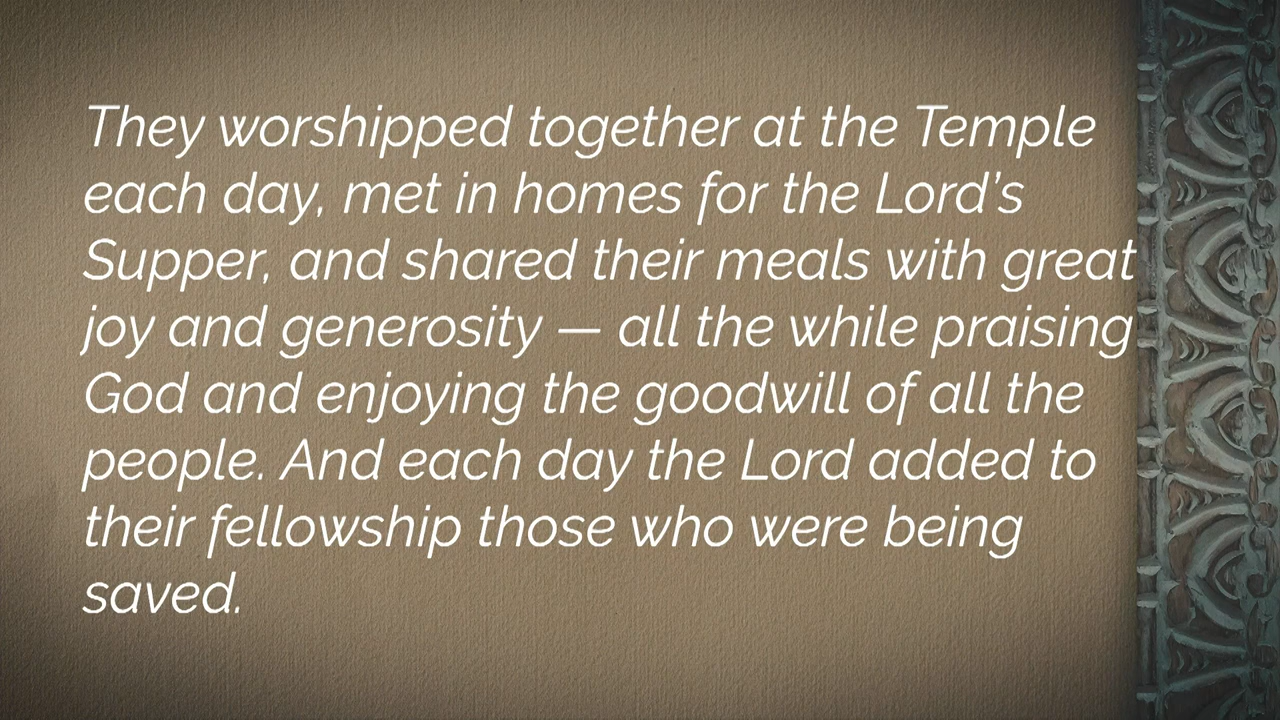 They worshipped together at the Temple
each day, met in homes for the Lord’s
Supper, and shared their meals with great
joy and generosity — all the while praising
God and enjoying the goodwill of all the
people. And each day the Lord added to
their fellowship those who were being
saved.